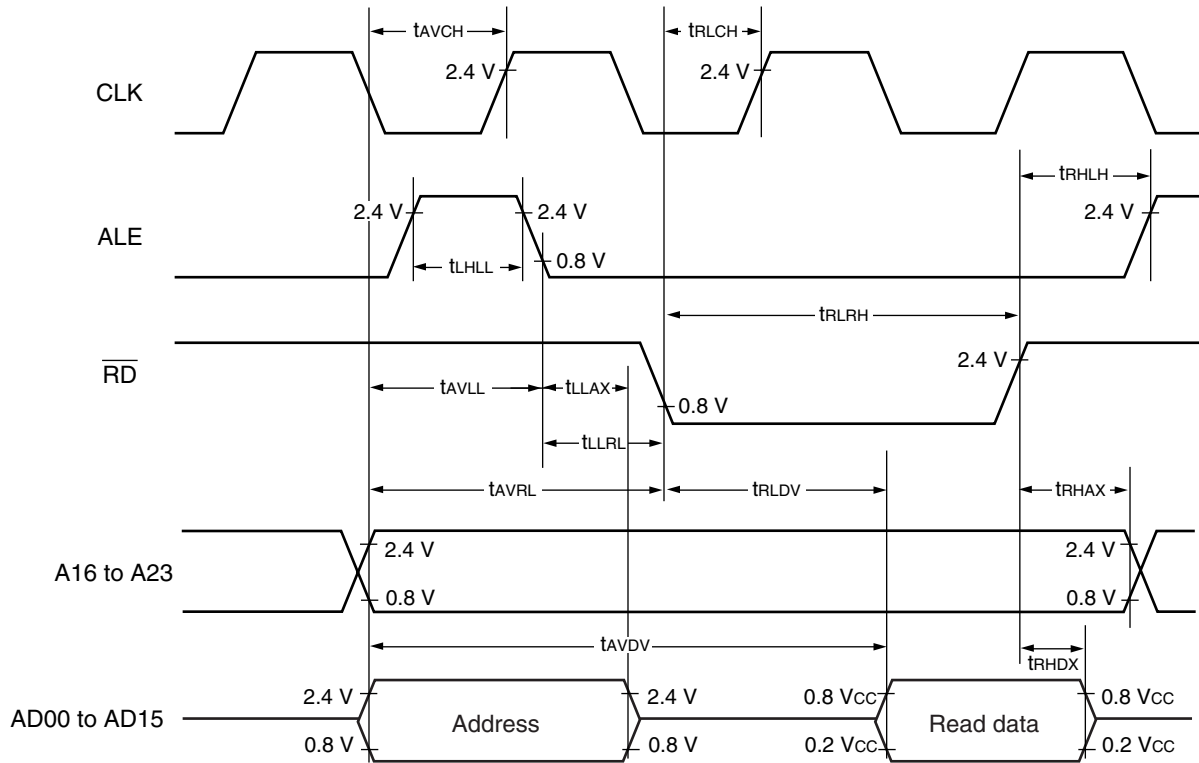 tAVCH
tRLCH
CLK
2.4 V
2.4 V
tRHLH
ALE
2.4 V
2.4 V
2.4 V
0.8 V
tLHLL
tRLRH
RD
2.4 V
tAVLL
tLLAX
0.8 V
tLLRL
tAVRL
tRLDV
tRHAX
A16 to A23
2.4 V
2.4 V
0.8 V
0.8 V
tAVDV
tRHDX
AD00 to AD15
2.4 V
2.4 V
0.8 VCC
0.8 VCC
Address
Read data
0.8 V
0.8 V
0.2 VCC
0.2 VCC